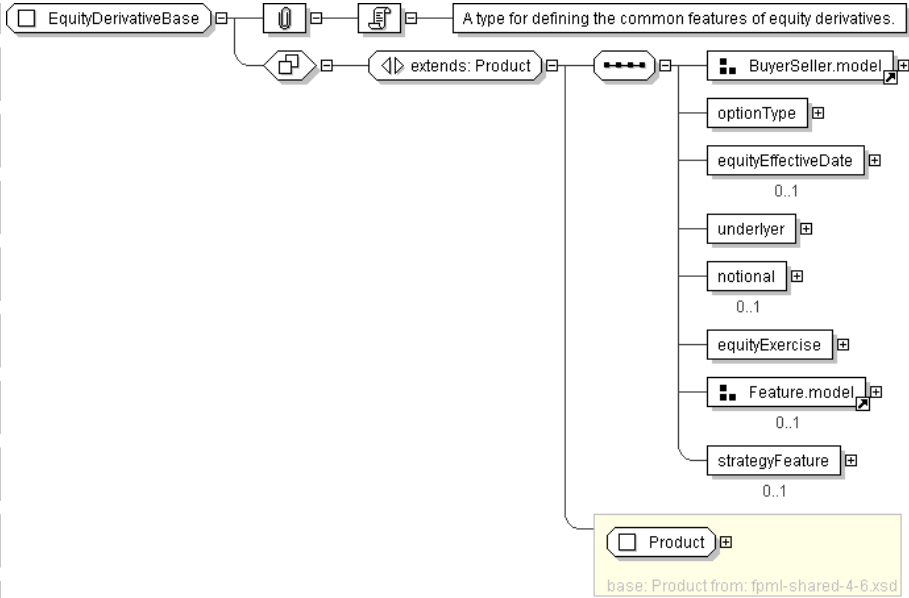 EquityDerivativeBase
A type for defining the common features of equity derivatives.
extends: Product
BuyerSeller.model
optionType
equityEffectiveDate
0..1
underlyer
notional
0..1
equityExercise
Feature.model
0..1
strategyFeature
0..1
Product
base: Product from: fpml-shared-4-6.xsd